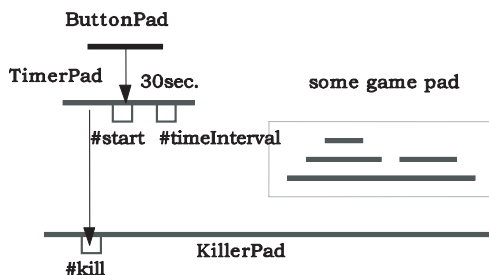 ButtonPad
TimerPad
30sec.
some game pad
#start
#timeInterval
KillerPad
#kill